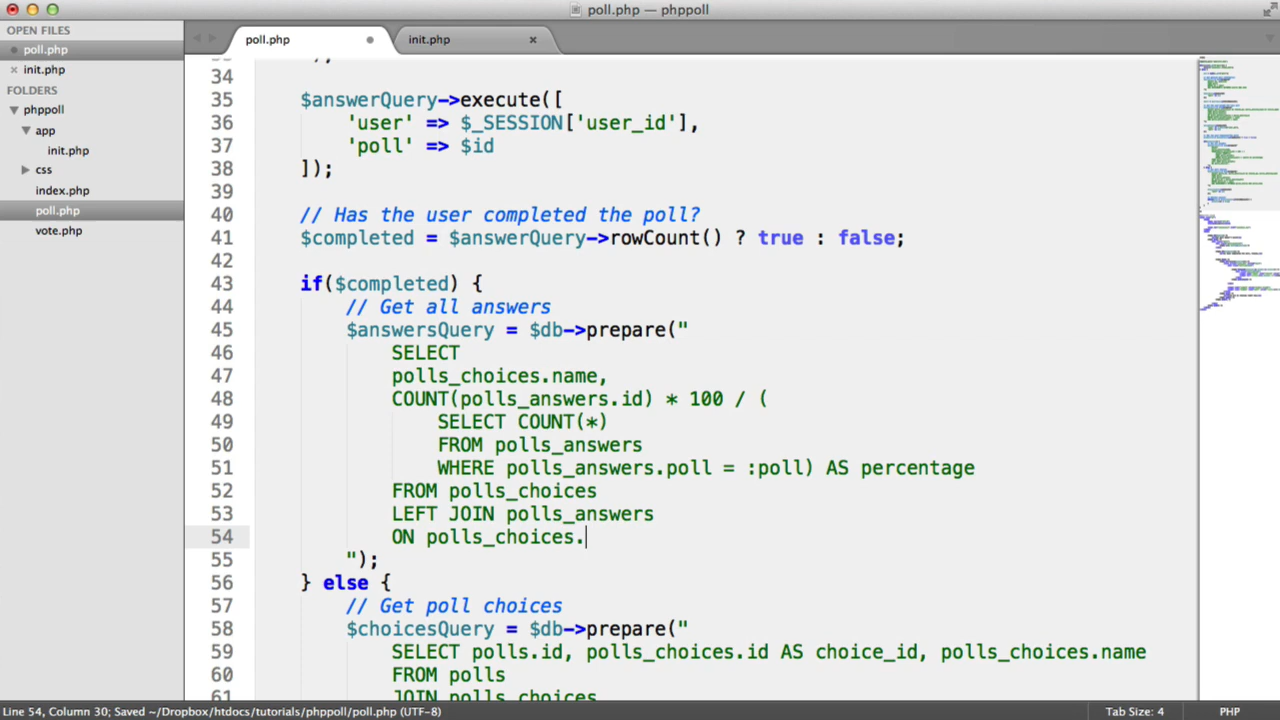 poll.php — phppoll
OPEN FILES
poll.php
init.php
FOLDERS
phppoll
app
init.php
css
index.php
poll.php
vote.php
poll.php
init.php
34
35 $answerQuery->execute([
36 'user' => $_SESSION['user_id'],
37 'poll' => $id
38 ]);
39
40 // Has the user completed the poll?
41 $completed = $answerQuery->rowCount() ? true : false;
42
43 if($completed) {
44 // Get all answers
45 $answersQuery = $db->prepare("
46 SELECT
47 polls_choices.name,
48 COUNT(polls_answers.id) * 100 / (
49 SELECT COUNT(*)
50 FROM polls_answers
51 WHERE polls_answers.poll = :poll) AS percentage
52 FROM polls_choices
53 LEFT JOIN polls_answers
54 ON polls_choices.
55 ");
56 } else {
57 // Get poll choices
58 $choicesQuery = $db->prepare("
59 SELECT polls.id, polls_choices.id AS choice_id, polls_choices.name
60 FROM polls
61 JOIN polls_choices
Line 54, Column 30; Saved ~/Dropbox/htdocs/tutorials/phppoll/poll.php (UTF-8)
Tab Size: 4
PHP